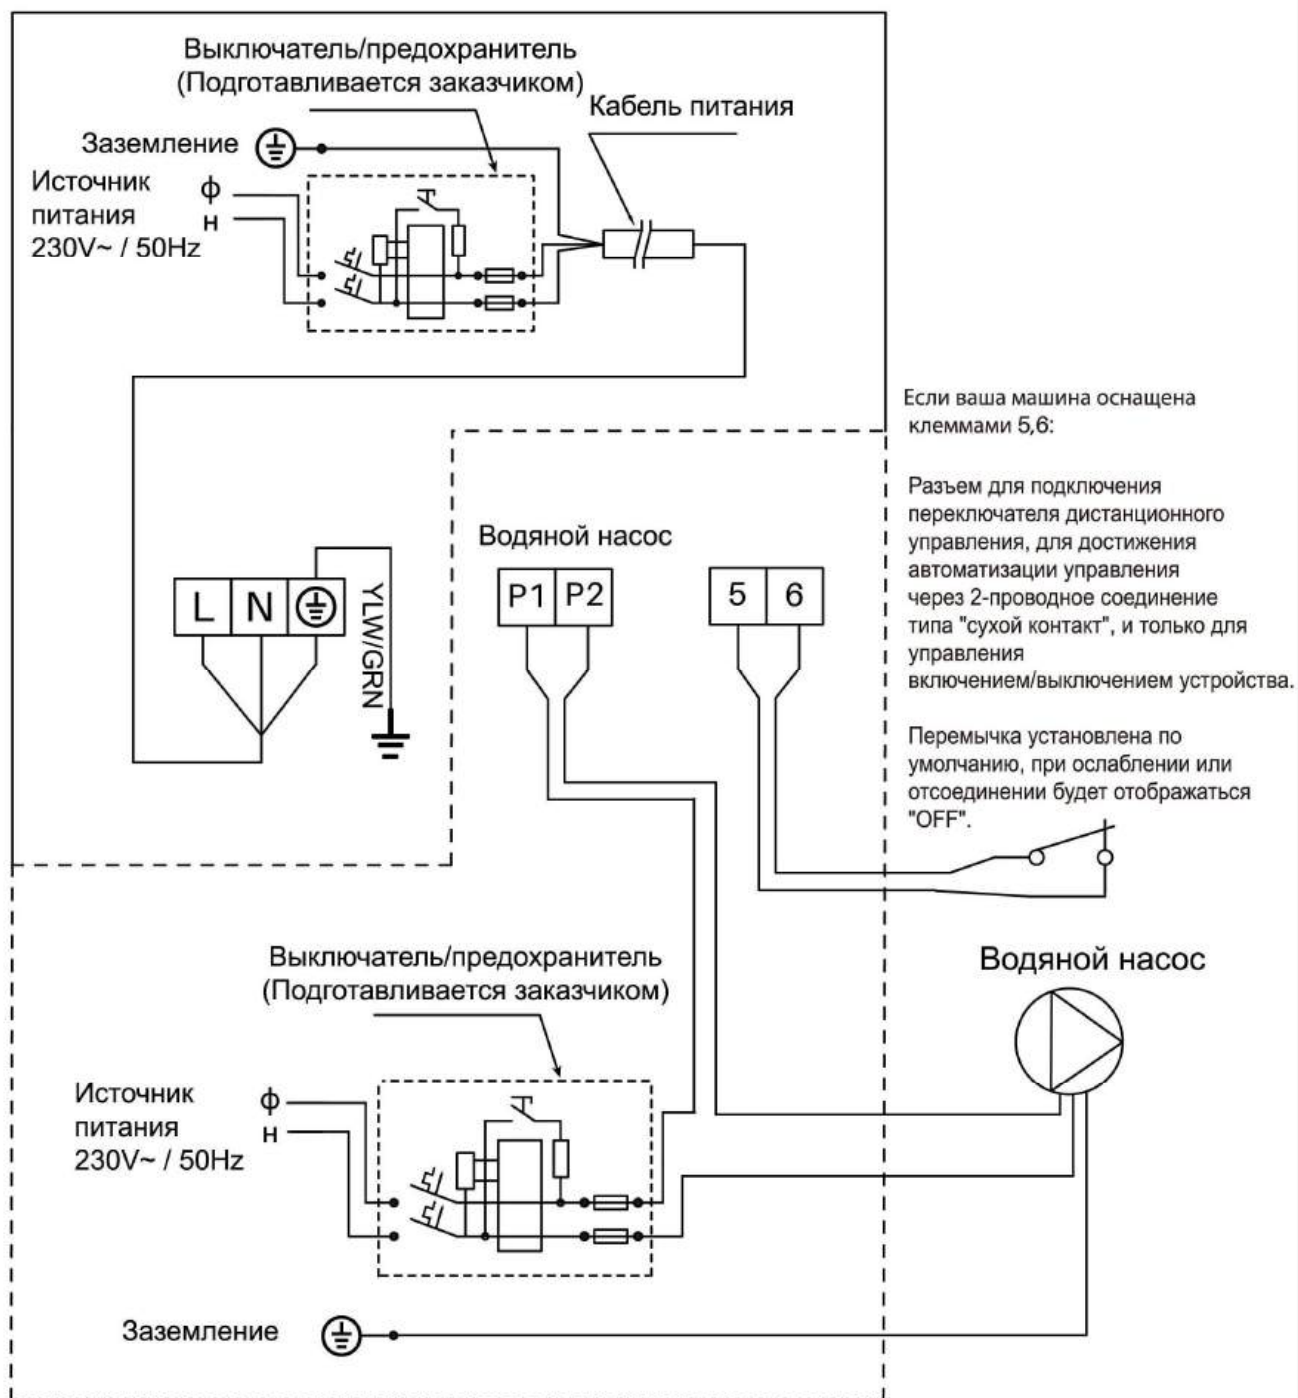 Выключатель/предохранитель
(Подготавливается заказчиком)
Кабель питания
Заземление
Источник
питания
230V~ / 50Hz
ф
н
Если ваша машина оснащена
клеммами 5,6:
Разъем для подключения
переключателя дистанционного
управления, для достижения
автоматизации управления
через 2-проводное соединение
типа "сухой контакт", и только для
управления
включением/выключением устройства.
Перемычка установлена по
умолчанию, при ослаблении или
отсоединении будет отображаться
"OFF".
Водяной насос
L N
YLW/GRN
P1 P2
5 6
Выключатель/предохранитель
(Подготавливается заказчиком)
Водяной насос
Источник
питания
230V~ / 50Hz
ф
н
Заземление